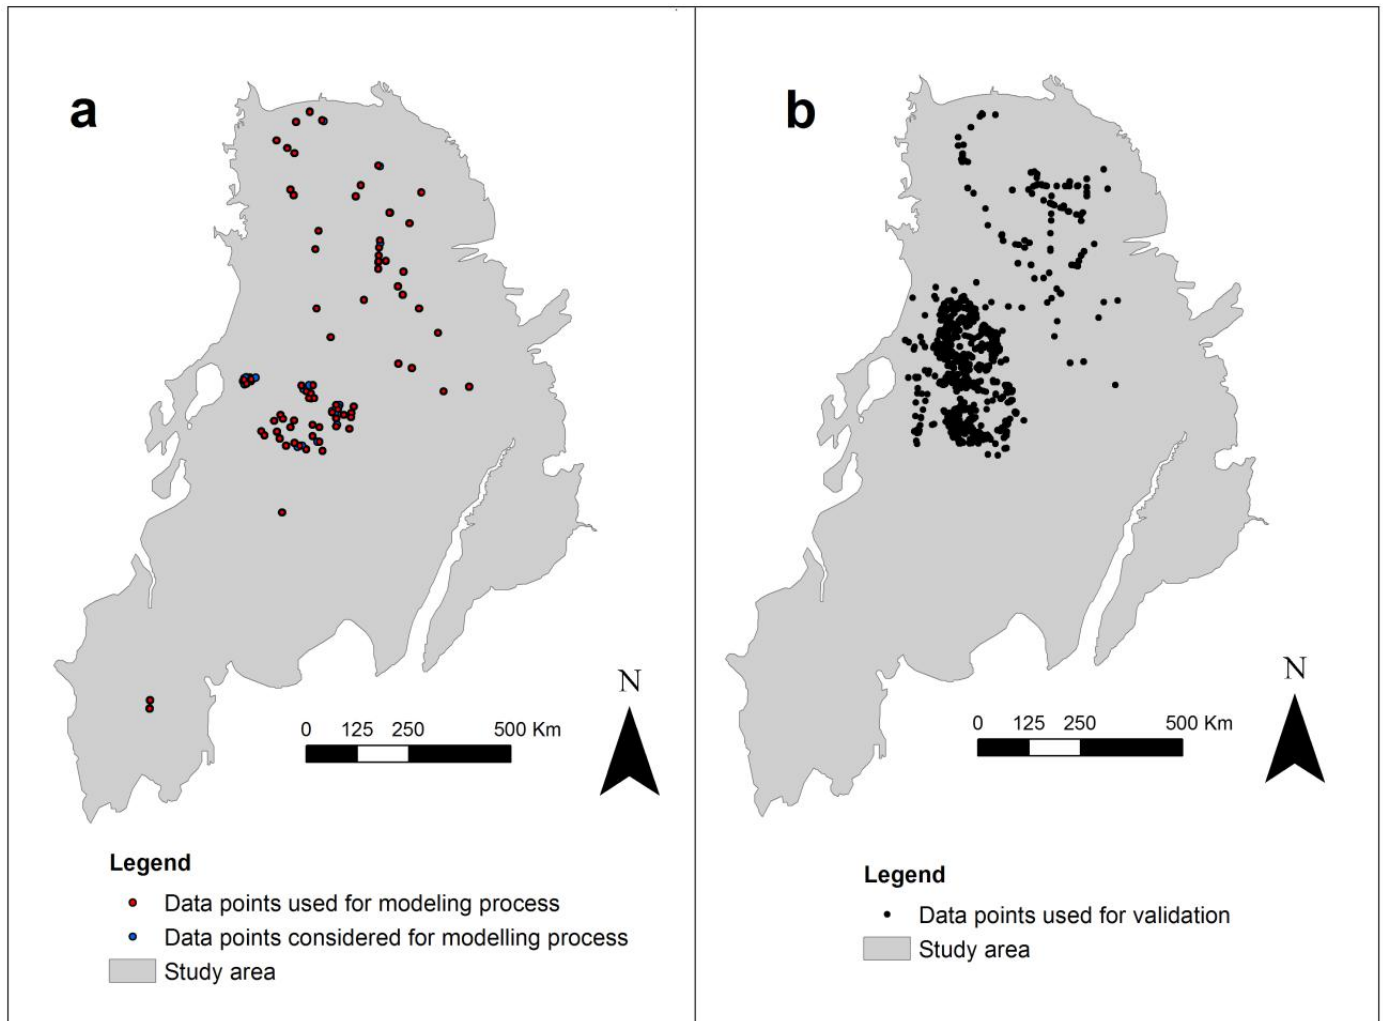 a
N
0 125 250 500 Km
Legend
Data points used for modeling process
Data points considered for modelling process
Study area
b
N
0 125 250 500 Km
Legend
Data points used for validation
Study area